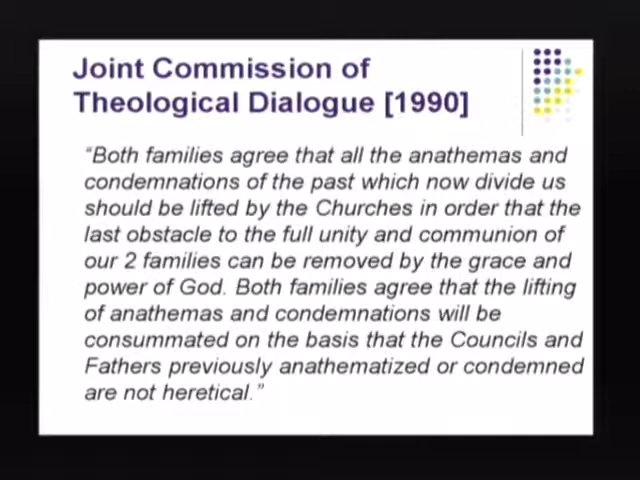 Joint Commission of
Theological Dialogue [1990]
“Both families agree that all the anathemas and
condemnations of the past which now divide us
should be lifted by the Churches in order that the
last obstacle to the full unity and communion of
our 2 families can be removed by the grace and
power of God. Both families agree that the lifting
of anathemas and condemnations will be
consummated on the basis that the Councils and
Fathers previously anathematized or condemned
are not heretical.”